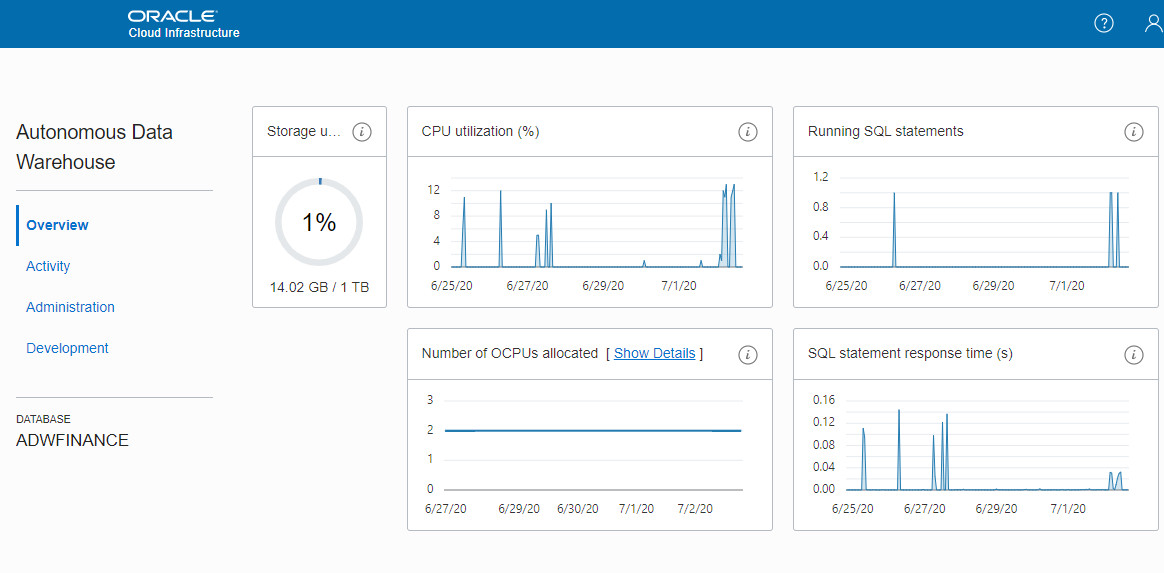 ORACLE
Cloud Infrastructure
?
Autonomous Data
Warehouse
Overview
Activity
Administration
Development
DATABASE
ADWFINANCE
Storage u... i
1%
14.02 GB / 1 TB
CPU utilization (%) i
12
8
4
0
6/25/20 6/27/20 6/29/20 7/1/20
Running SQL statements i
1.2
0.8
0.4
0.0
6/25/20 6/27/20 6/29/20 7/1/20
Number of OCPUs allocated [ Show Details ] i
3
2
1
0
6/27/20 6/29/20 6/30/20 7/1/20 7/2/20
SQL statement response time (s) i
0.16
0.12
0.08
0.04
0.00
6/25/20 6/27/20 6/29/20 7/1/20